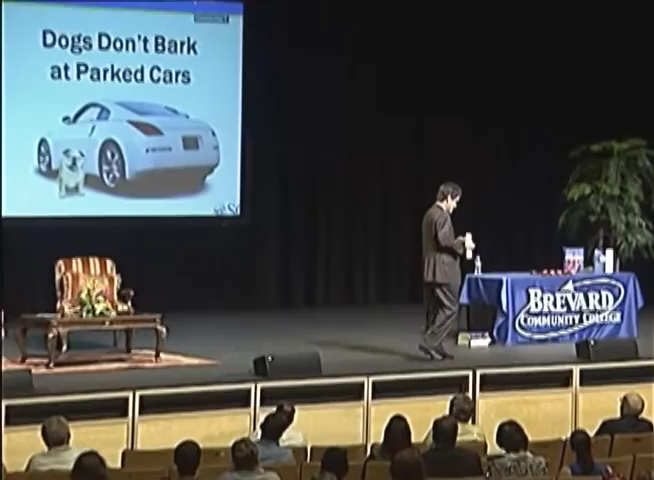 Dogs Don't Bark
at Parked Cars
BREVARD
COMMUNITY COLLEGE